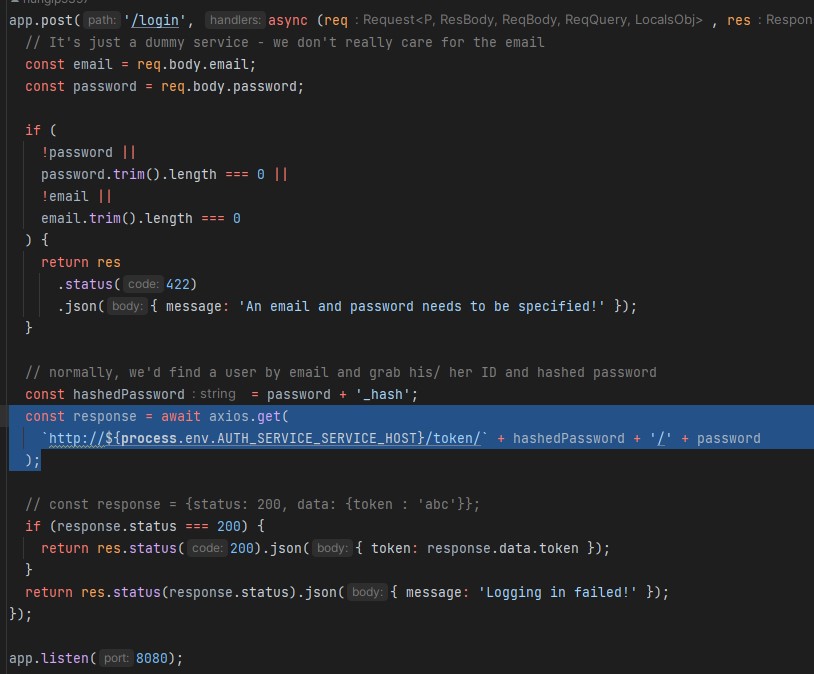 app.post( path: '/login', handlers: async (req : Request<P, ResBody, ReqBody, ReqQuery, LocalsObj> , res : Respon
// It's just a dummy service - we don't really care for the email
const email = req.body.email;
const password = req.body.password;
if (
!password ||
password.trim().length === 0 ||
!email ||
email.trim().length === 0
) {
return res
.status( code: 422)
.json( body: { message: 'An email and password needs to be specified!' });
}
// normally, we'd find a user by email and grab his/ her ID and hashed password
const hashedPassword : string = password + '_hash';
const response = await axios.get(
`http://${process.env.AUTH_SERVICE_SERVICE_HOST}/token/` + hashedPassword + '/' + password
);
// const response = {status: 200, data: {token : 'abc'}};
if (response.status === 200) {
return res.status( code: 200).json( body: { token: response.data.token });
}
return res.status(response.status).json( body: { message: 'Logging in failed!' });
});
app.listen( port: 8080);